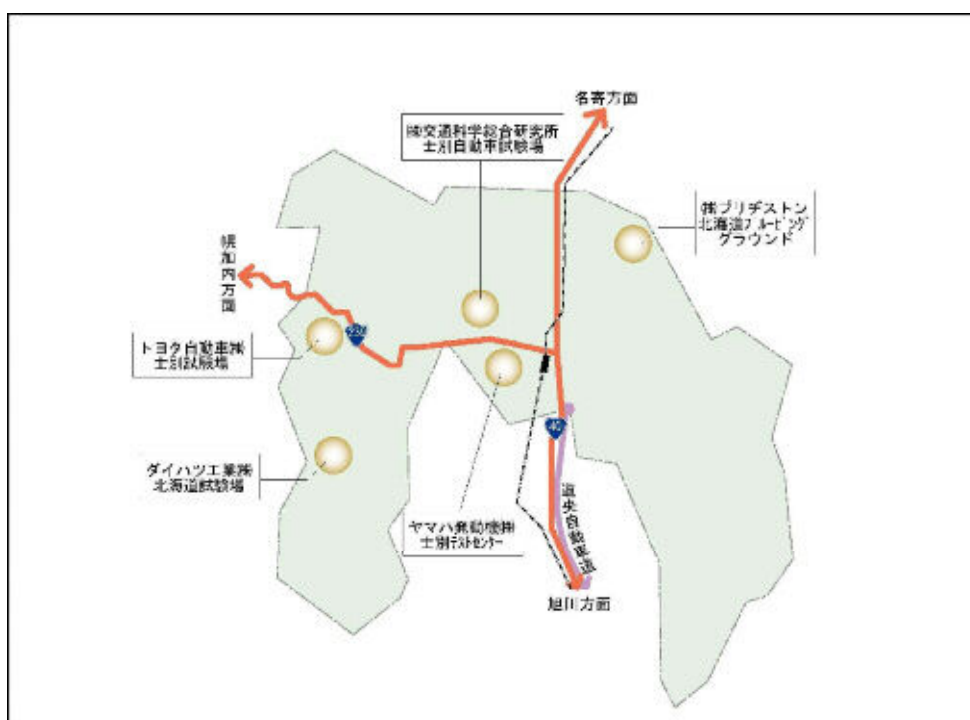 名寄方面
㈱交通科学総合研究所
士別自動車試験場
㈱ブリヂストン
北海道プルービング
グラウンド
幌加内方面
トヨタ自動車㈱
士別試験場
ダイハツ工業㈱
北海道試験場
ヤマハ発動機㈱
士別テストセンター
40
道央自動車道
旭川方面